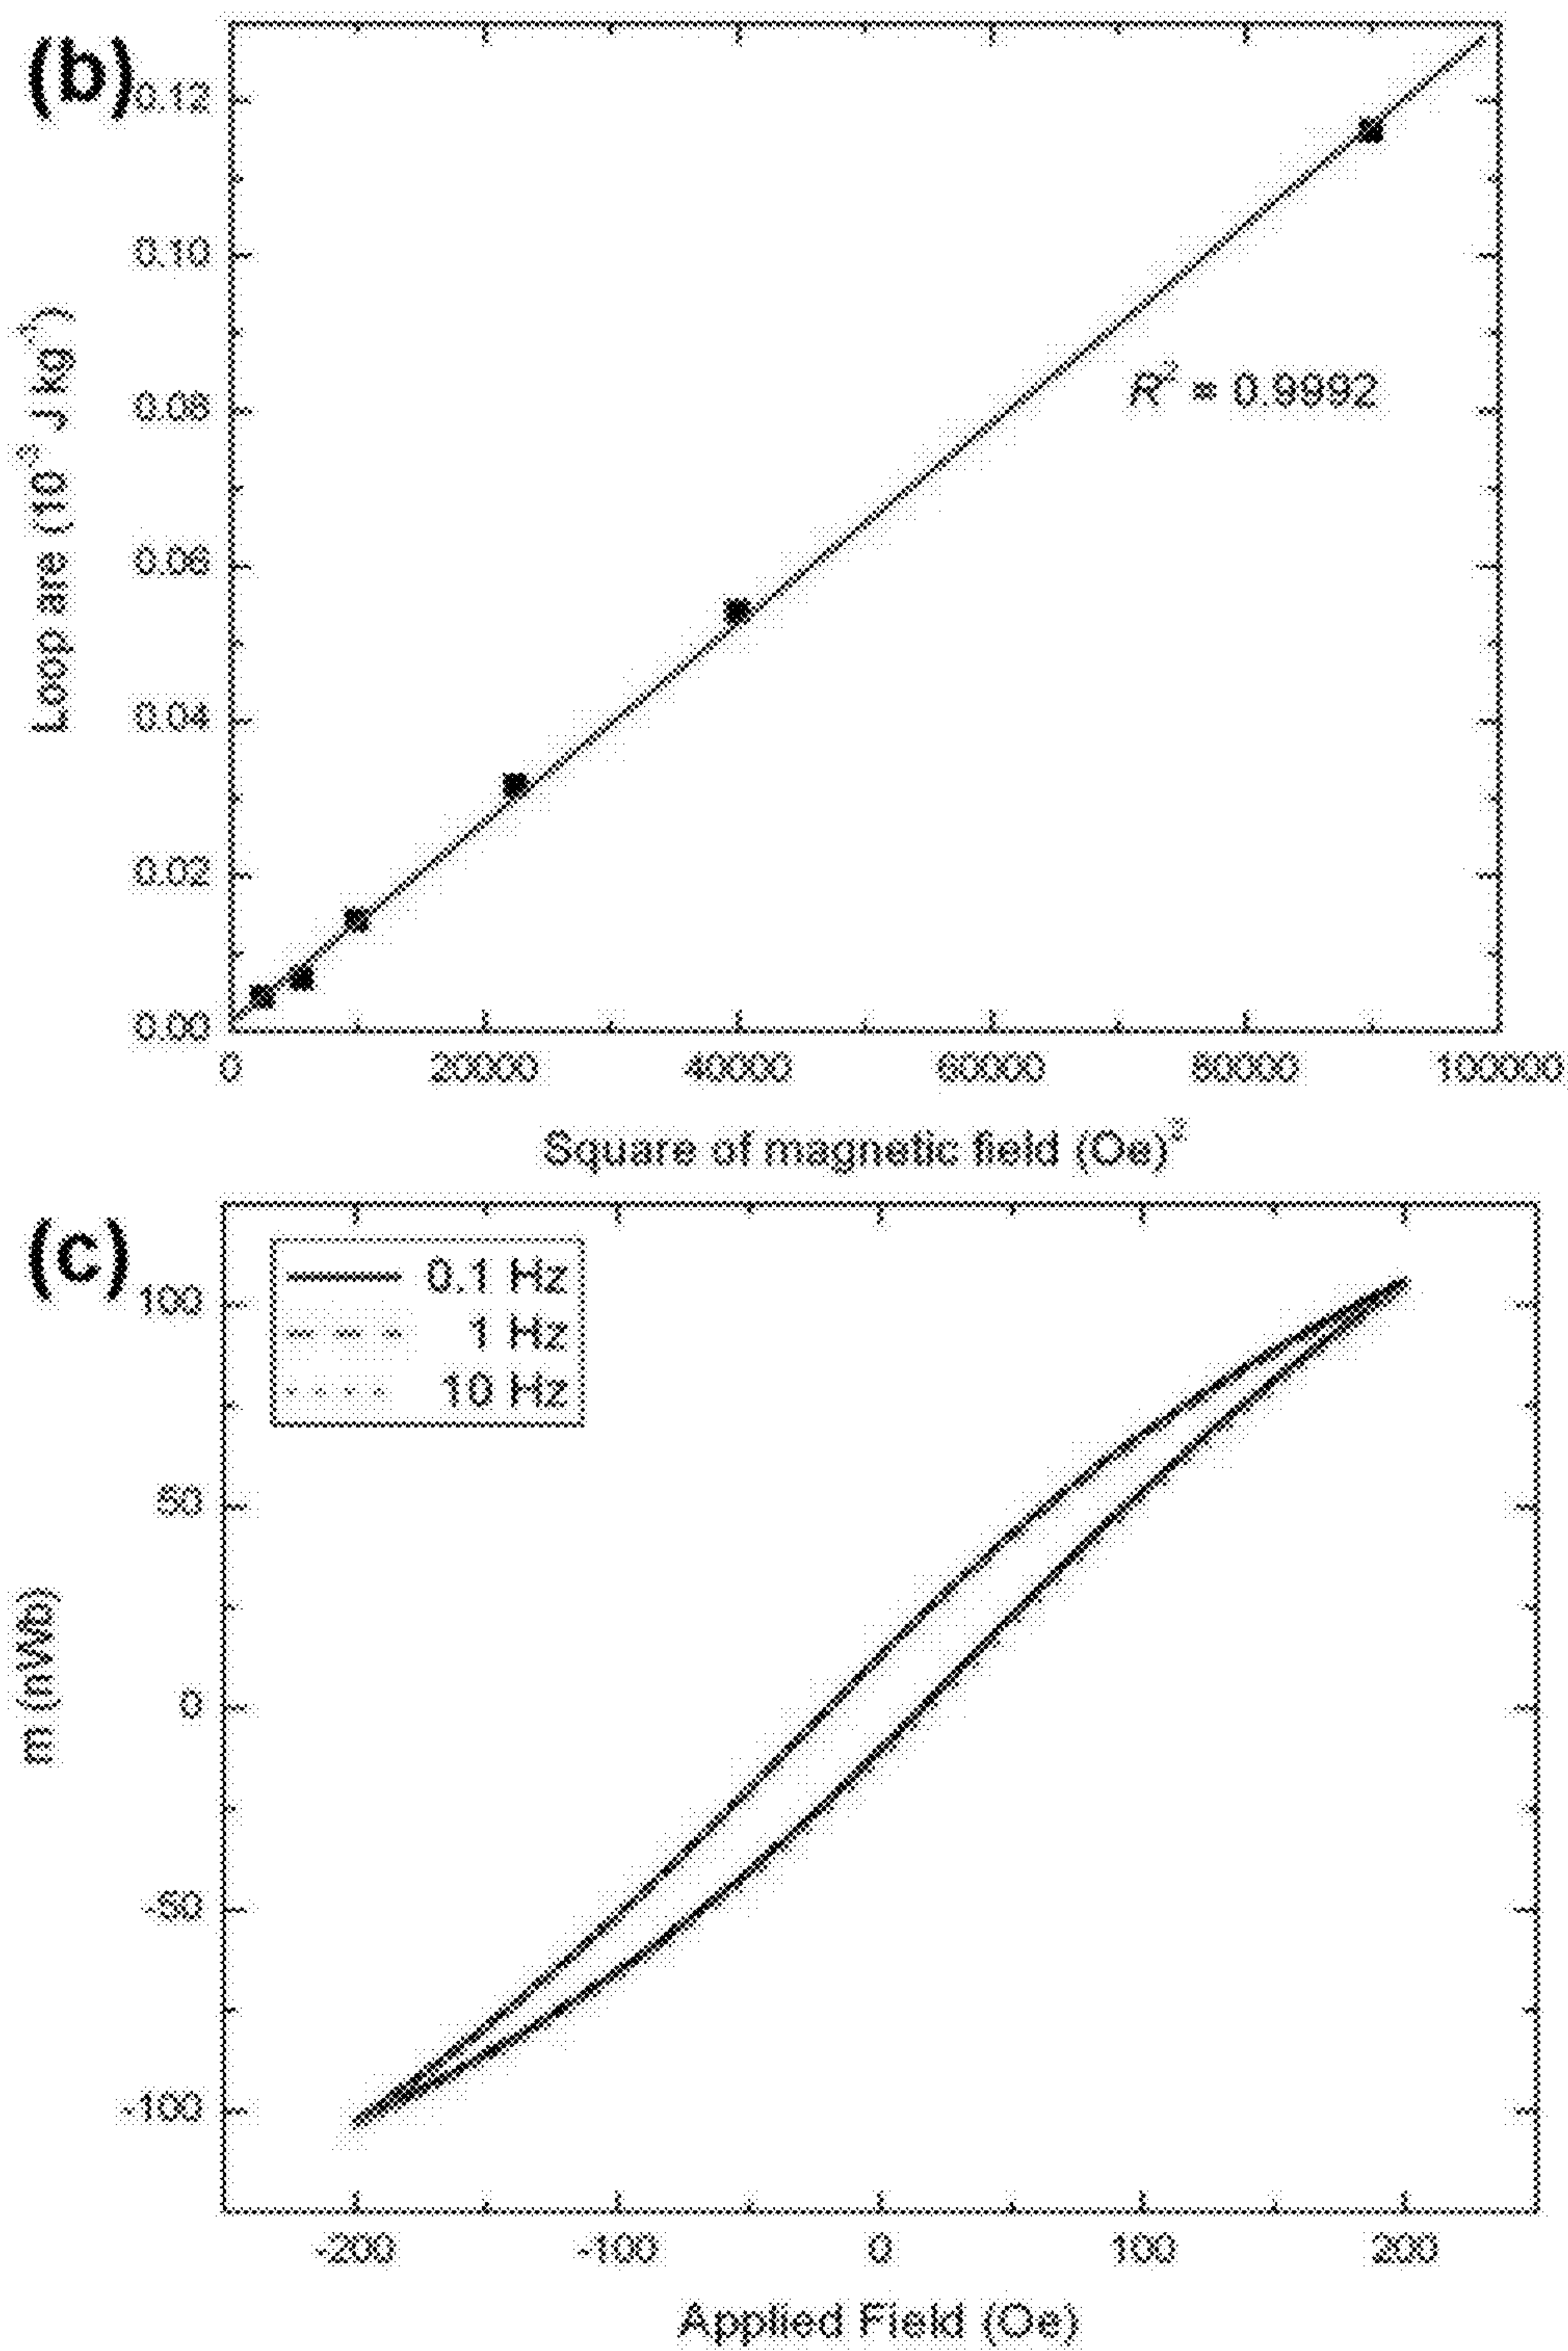 (b)
0.12
0.10
0.08
0.06
0.04
0.02
0.00
Loop are (10⁻³ J kg⁻¹)
R² = 0.9992
0 20000 40000 60000 80000 100000
Square of magnetic field (Oe)²
(c)
0.1 Hz
1 Hz
10 Hz
100
50
0
-50
-100
m (nWb)
-200 -100 0 100 200
Applied Field (Oe)